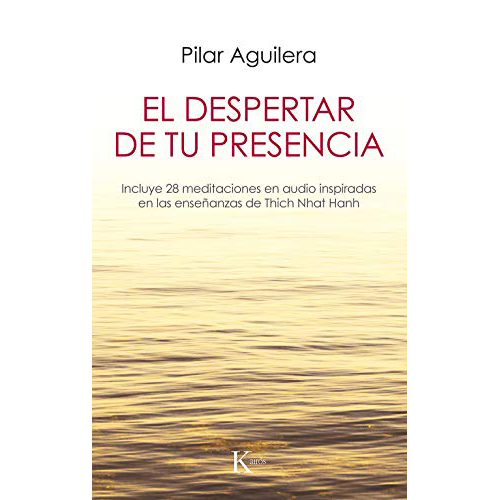 Pilar Aguilera
EL DESPERTAR
DE TU PRESENCIA
Incluye 28 meditaciones en audio inspiradas
en las enseñanzas de Thich Nhat Hanh
Kairós